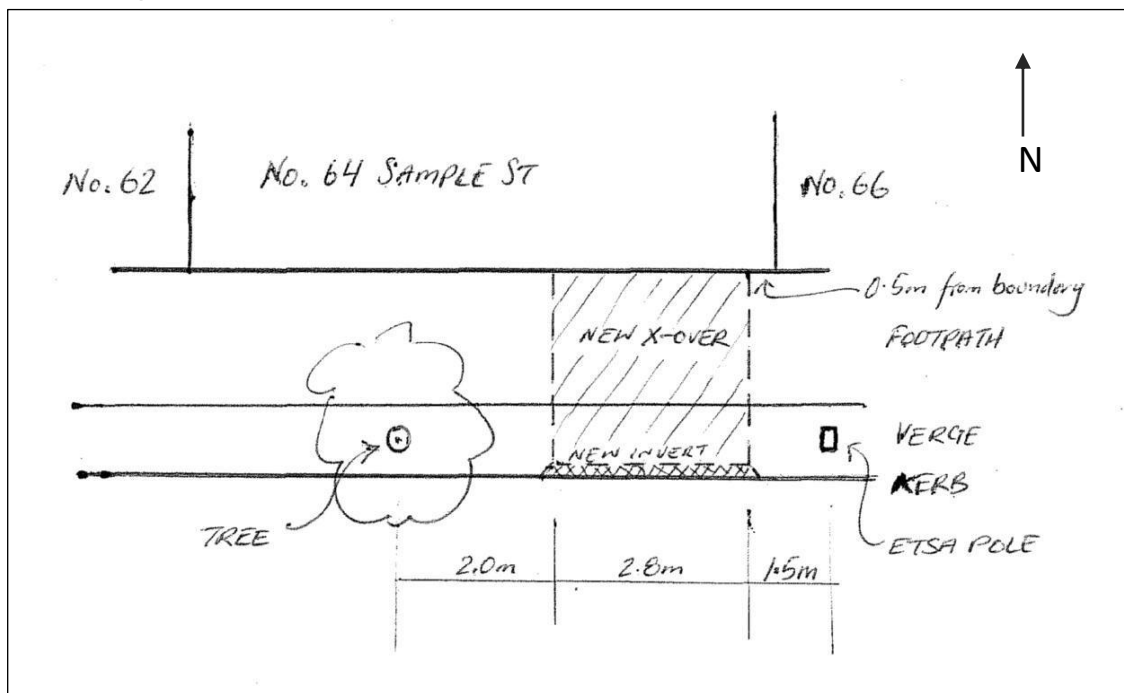 N
No. 62
No. 64 SAMPLE ST
No. 66
0.5m from boundary
NEW X-OVER
FOOTPATH
NEW INVERT
VERGE
KERB
TREE
ETSA POLE
2.0m
2.8m
1.5m